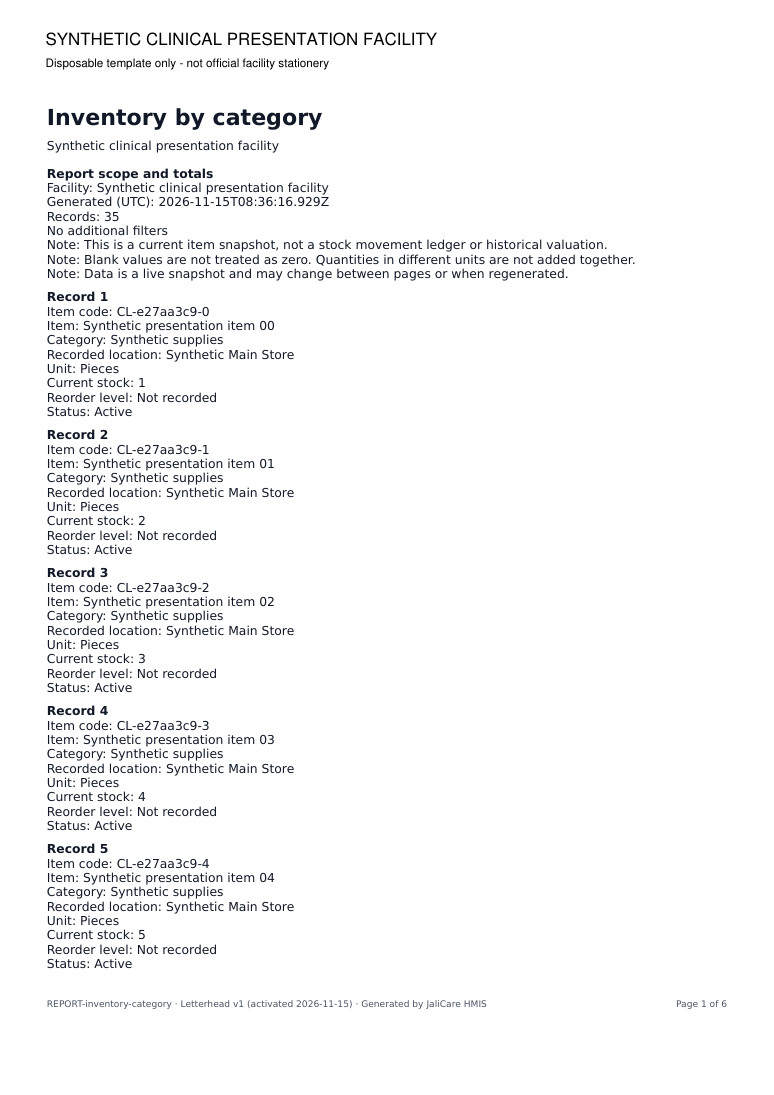 SYNTHETIC CLINICAL PRESENTATION FACILITY
Disposable template only - not official facility stationery
Inventory by category
Synthetic clinical presentation facility
Report scope and totals
Facility: Synthetic clinical presentation facility
Generated (UTC): 2026-11-15T08:36:16.929Z
Records: 35
No additional filters
Note: This is a current item snapshot, not a stock movement ledger or historical valuation.
Note: Blank values are not treated as zero. Quantities in different units are not added together.
Note: Data is a live snapshot and may change between pages or when regenerated.
Record 1
Item code: CL-e27aa3c9-0
Item: Synthetic presentation item 00
Category: Synthetic supplies
Recorded location: Synthetic Main Store
Unit: Pieces
Current stock: 1
Reorder level: Not recorded
Status: Active
Record 2
Item code: CL-e27aa3c9-1
Item: Synthetic presentation item 01
Category: Synthetic supplies
Recorded location: Synthetic Main Store
Unit: Pieces
Current stock: 2
Reorder level: Not recorded
Status: Active
Record 3
Item code: CL-e27aa3c9-2
Item: Synthetic presentation item 02
Category: Synthetic supplies
Recorded location: Synthetic Main Store
Unit: Pieces
Current stock: 3
Reorder level: Not recorded
Status: Active
Record 4
Item code: CL-e27aa3c9-3
Item: Synthetic presentation item 03
Category: Synthetic supplies
Recorded location: Synthetic Main Store
Unit: Pieces
Current stock: 4
Reorder level: Not recorded
Status: Active
Record 5
Item code: CL-e27aa3c9-4
Item: Synthetic presentation item 04
Category: Synthetic supplies
Recorded location: Synthetic Main Store
Unit: Pieces
Current stock: 5
Reorder level: Not recorded
Status: Active
REPORT-inventory-category · Letterhead v1 (activated 2026-11-15) · Generated by JaliCare HMIS Page 1 of 6